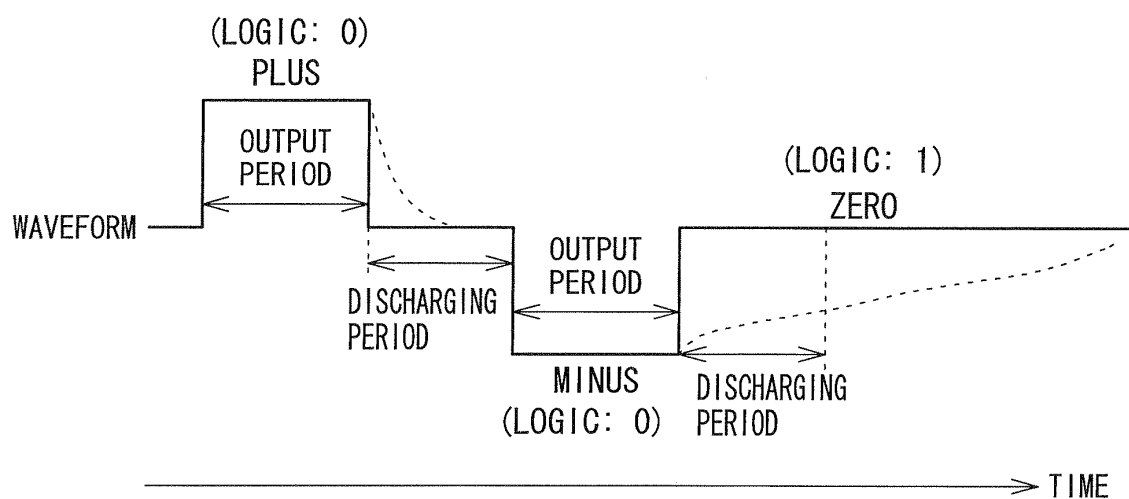 (LOGIC: 0)
PLUS
OUTPUT
PERIOD
(LOGIC: 1)
ZERO
WAVEFORM
OUTPUT
PERIOD
DISCHARGING
PERIOD
MINUS
(LOGIC: 0)
DISCHARGING
PERIOD
TIME